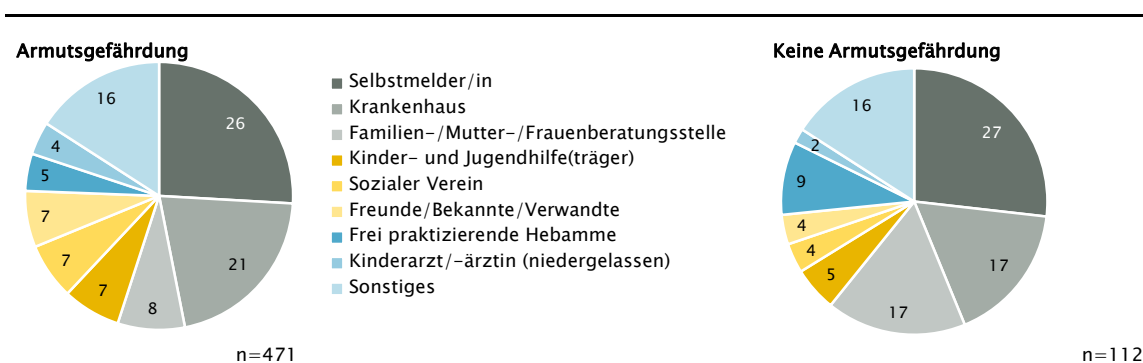 Armutsgefährdung
26
21
8
7
7
7
5
4
16
n=471
Selbstmelder/in
Krankenhaus
Familien-/Mutter-/Frauenberatungsstelle
Kinder- und Jugendhilfe(träger)
Sozialer Verein
Freunde/Bekannte/Verwandte
Frei praktizierende Hebamme
Kinderarzt/-ärztin (niedergelassen)
Sonstiges
Keine Armutsgefährdung
27
17
17
5
4
4
9
2
16
n=112